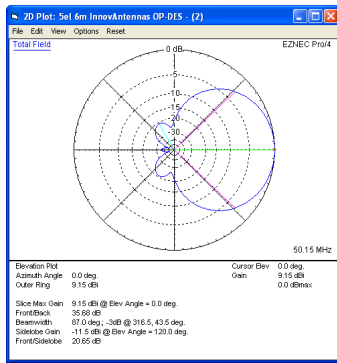 2D Plot: 5el 6m InnovAntennas OP-DES - (2)
File Edit View Options Reset
Total Field
EZNEC Pro/4
0 dB
-5
-10
-15
-20
-30
50.15 MHz
Elevation Plot
Cursor Elev 0.0 deg.
Azimuth Angle 0.0 deg.
Gain 9.15 dBi
Outer Ring 9.15 dBi
0.0 dBmax
Slice Max Gain 9.15 dBi @ Elev Angle = 0.0 deg.
Front/Back 35.68 dB
Beamwidth 87.0 deg.; -3dB @ 316.5, 43.5 deg.
Sidelobe Gain -11.5 dBi @ Elev Angle = 120.0 deg.
Front/Sidelobe 20.65 dB